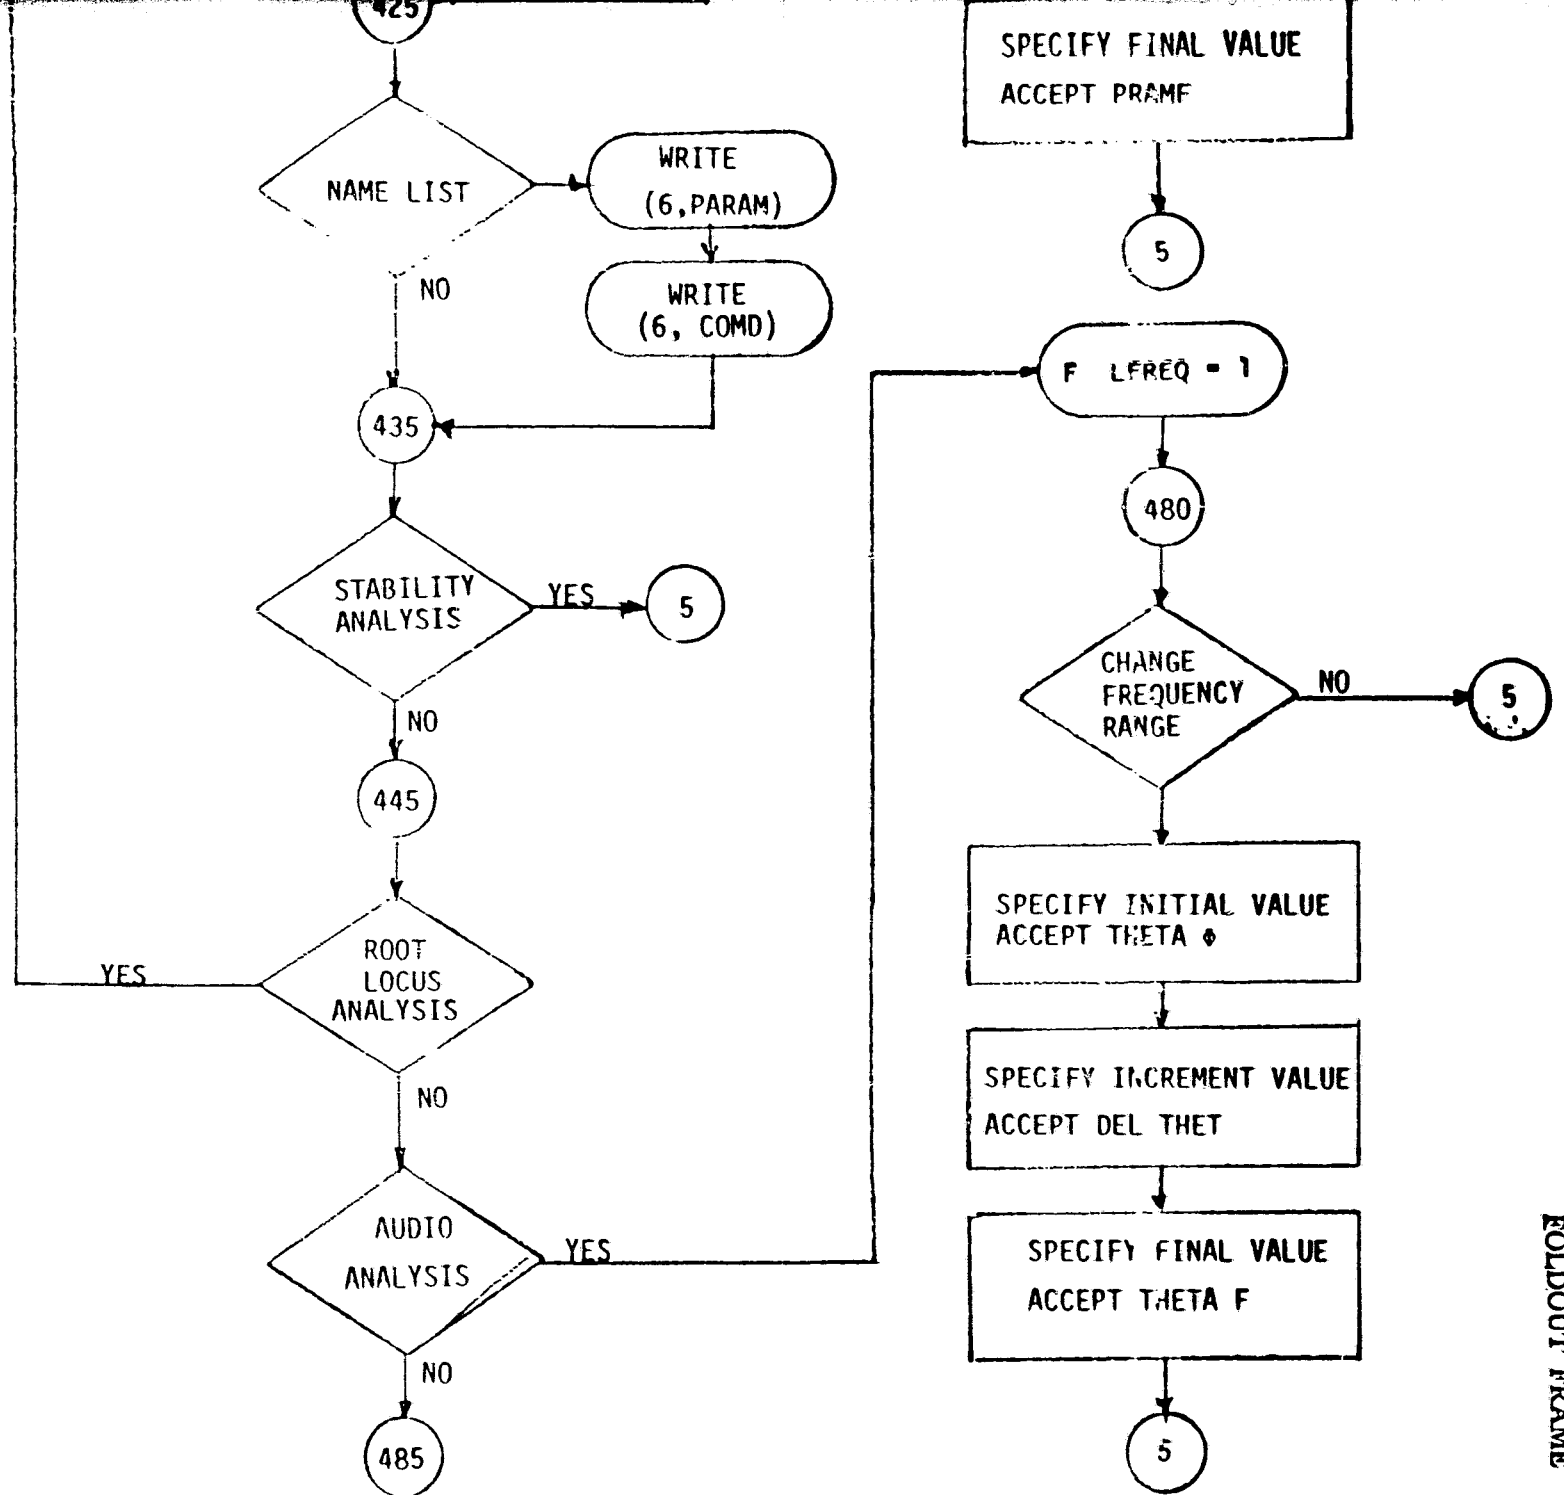 425
NAME LIST
NO
WRITE
(6,PARAM)
WRITE
(6, COMD)
435
STABILITY
ANALYSIS
YES
5
NO
445
ROOT
LOCUS
ANALYSIS
YES
NO
AUDIO
ANALYSIS
YES
NO
485
SPECIFY FINAL VALUE
ACCEPT PRAMF
5
F LFREQ = 1
480
CHANGE
FREQUENCY
RANGE
NO
5
SPECIFY INITIAL VALUE
ACCEPT THETA Φ
SPECIFY INCREMENT VALUE
ACCEPT DEL THET
SPECIFY FINAL VALUE
ACCEPT THETA F
5
FOLDOUT FRAME